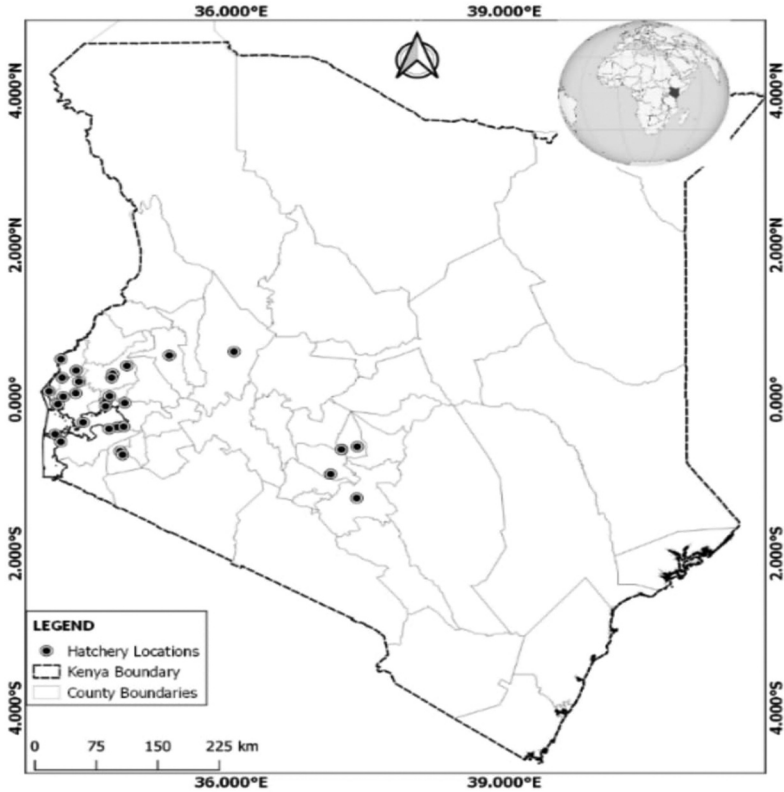 36.000°E 39.000°E
4.000°N 4.000°N
2.000°N 2.000°N
0.000° 0.000°
2.000°S 2.000°S
4.000°S 4.000°S
LEGEND
Hatchery Locations
Kenya Boundary
County Boundaries
0 75 150 225 km
36.000°E 39.000°E